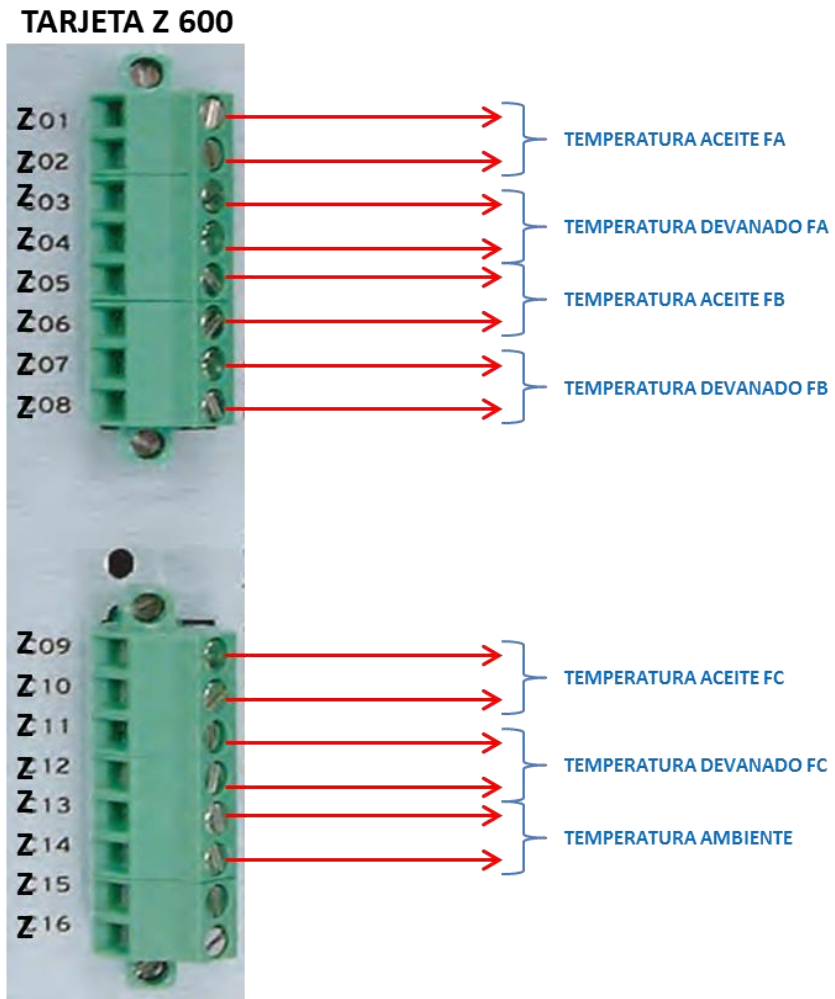 TARJETA Z 600
Z01
Z02
Z03
Z04
Z05
Z06
Z07
Z08
Z09
Z10
Z11
Z12
Z13
Z14
Z15
Z16
TEMPERATURA ACEITE FA
TEMPERATURA DEVANADO FA
TEMPERATURA ACEITE FB
TEMPERATURA DEVANADO FB
TEMPERATURA ACEITE FC
TEMPERATURA DEVANADO FC
TEMPERATURA AMBIENTE